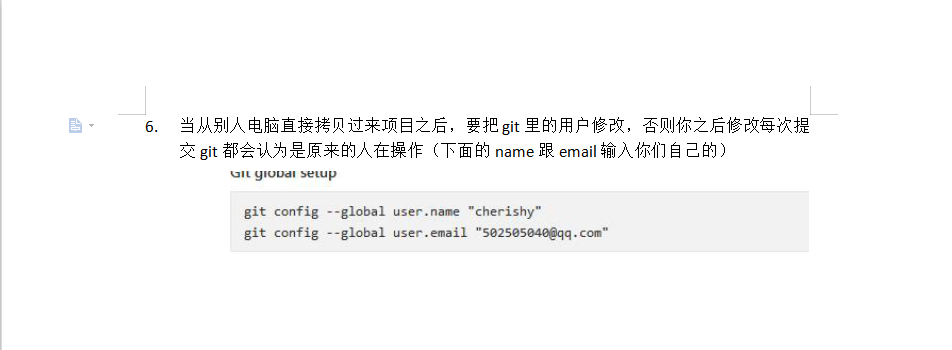 6. 当从别人电脑直接拷贝过来项目之后，要把 git 里的用户修改，否则你之后修改每次提
交 git 都会认为是原来的人在操作（下面的 name 跟 email 输入你们自己的）
Git global setup
git config --global user.name "cherishy"
git config --global user.email "502505040@qq.com"